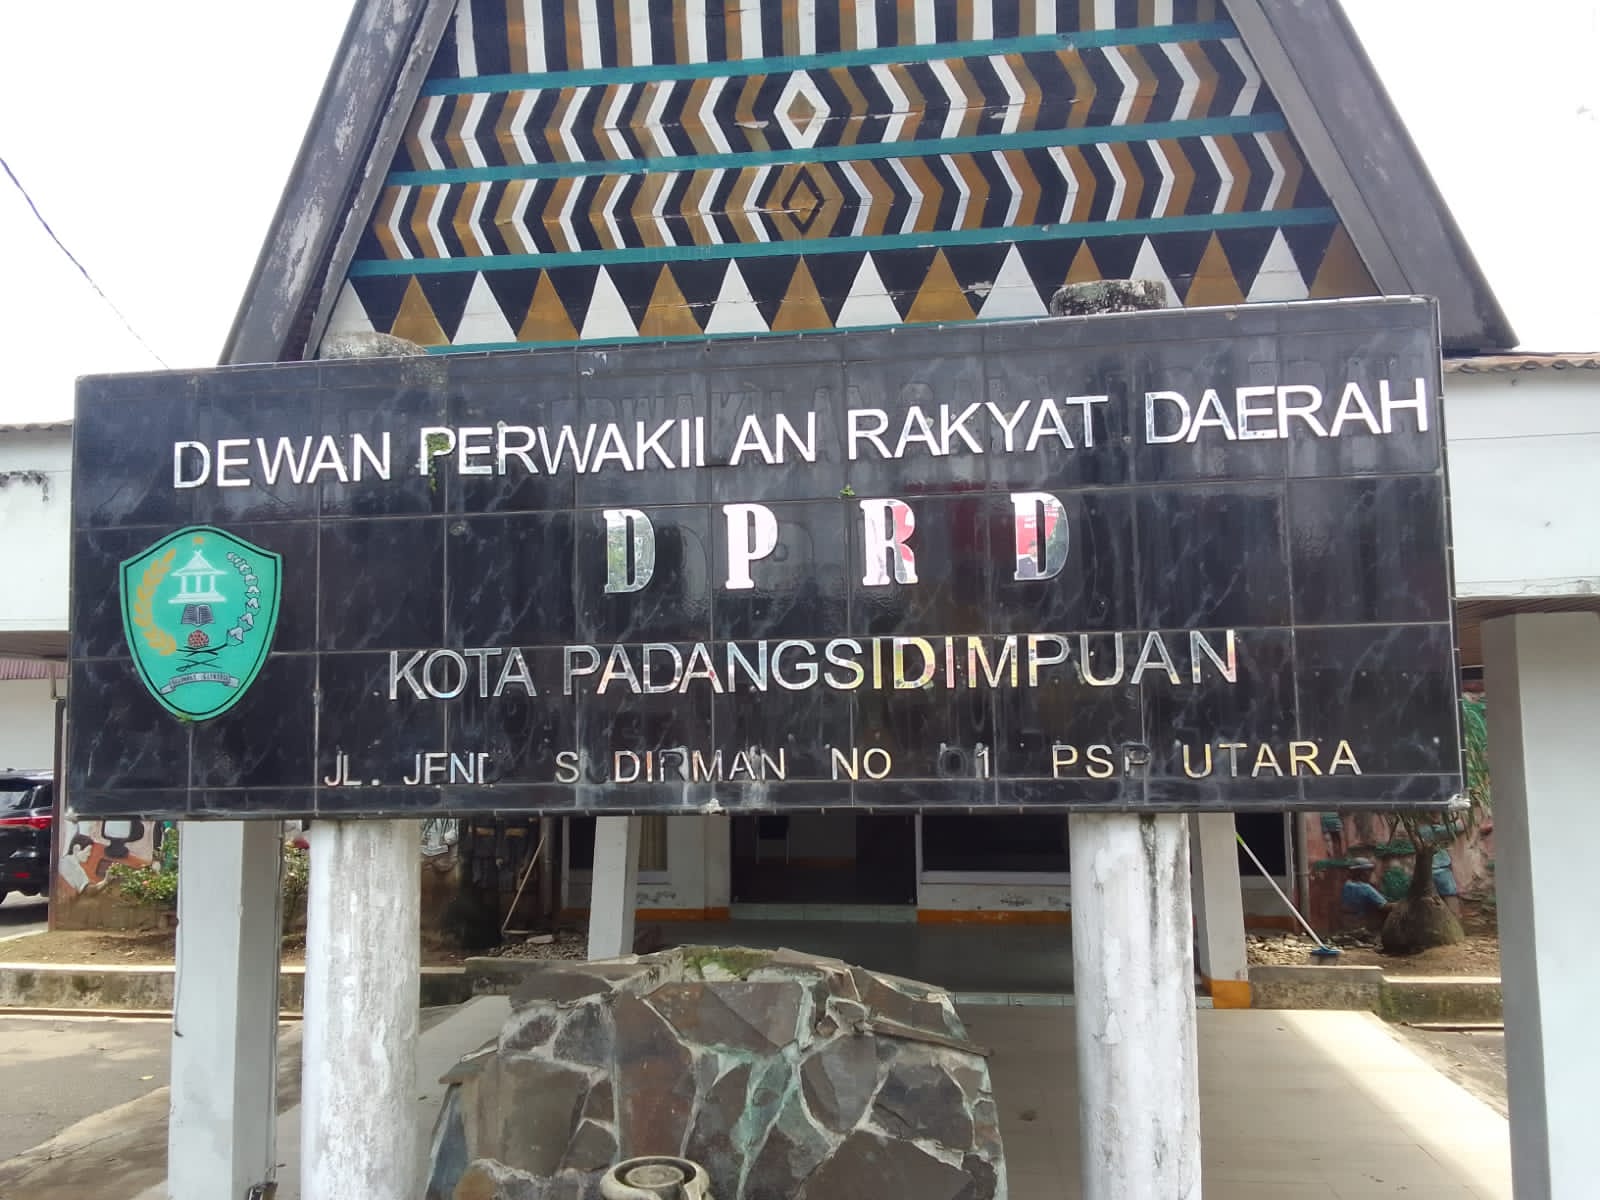 DEWAN PERWAKILAN RAKYAT DAERAH
DPRD
KOTA PADANGSIDIMPUAN
JL. JEND SUDIRMAN NO 01 PSP UTARA